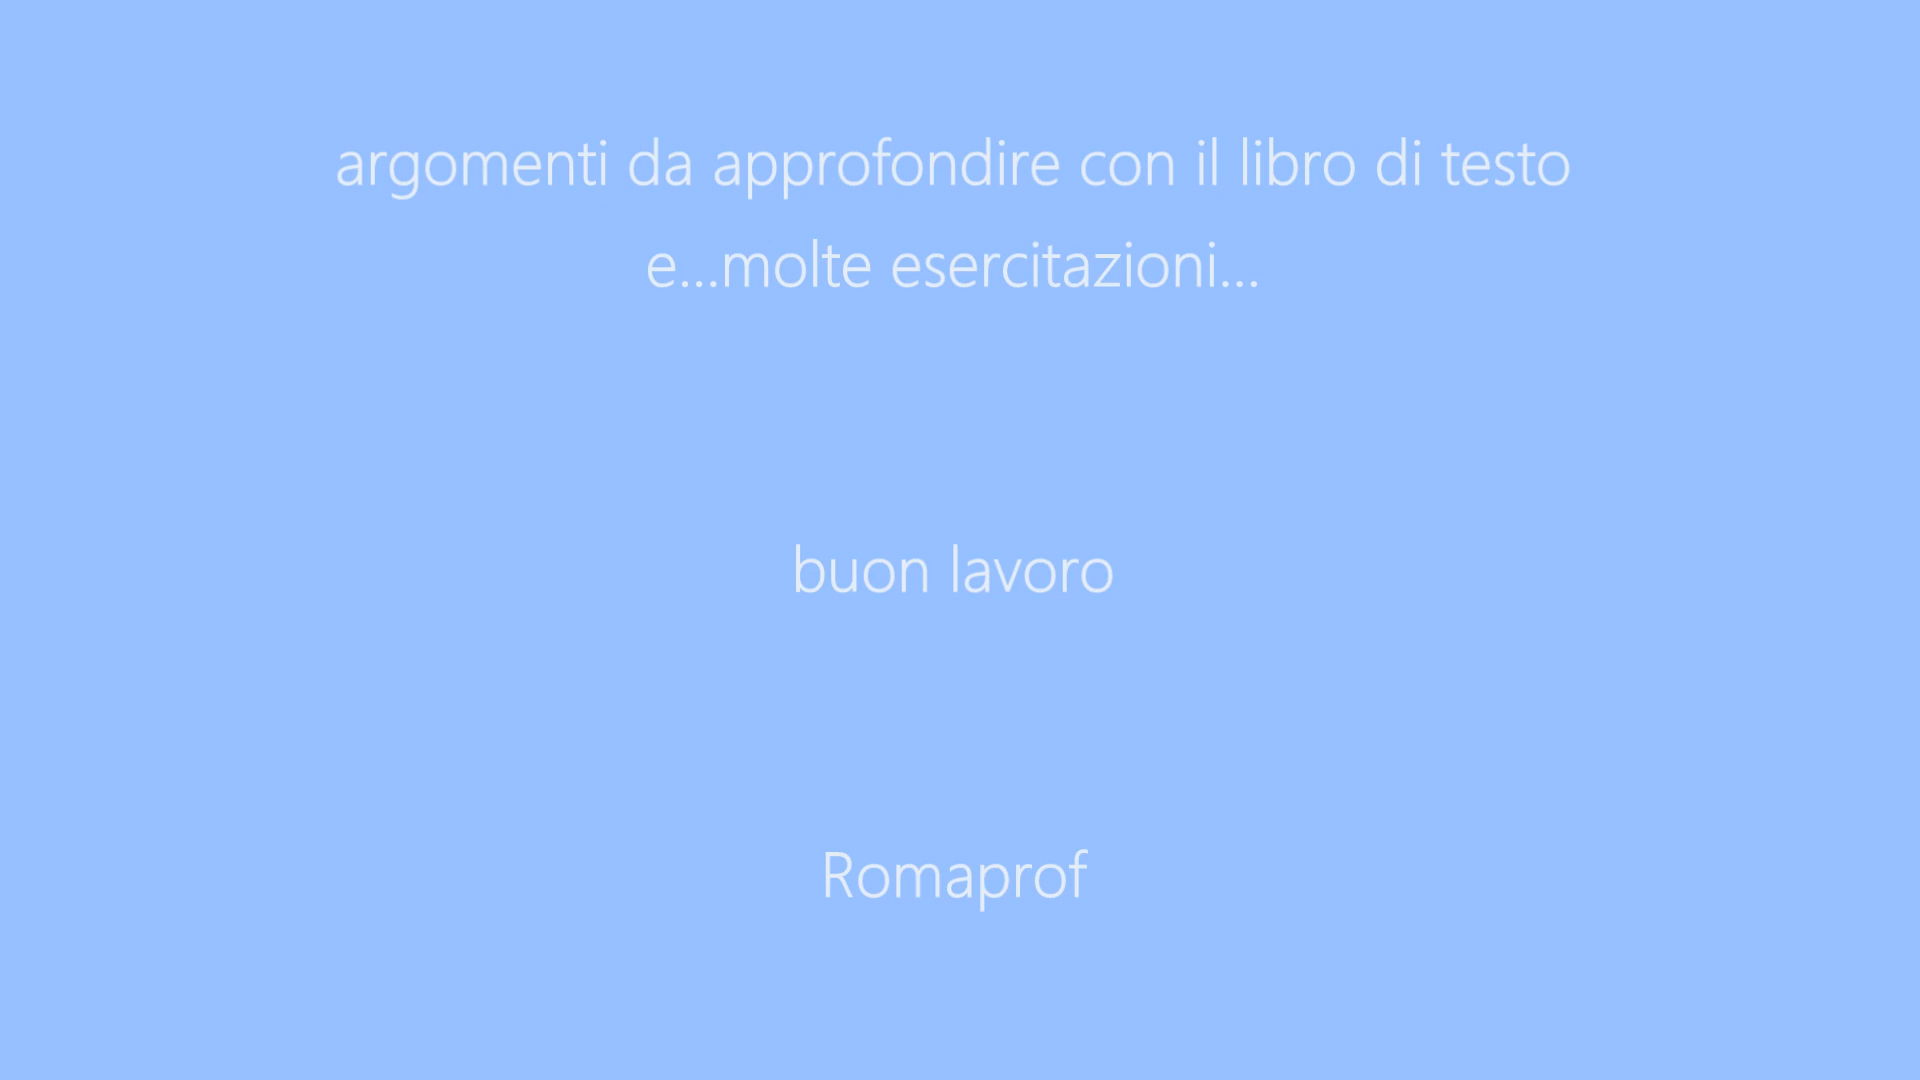 argomenti da approfondire con il libro di testo
e...molte esercitazioni...
buon lavoro
Romaprof